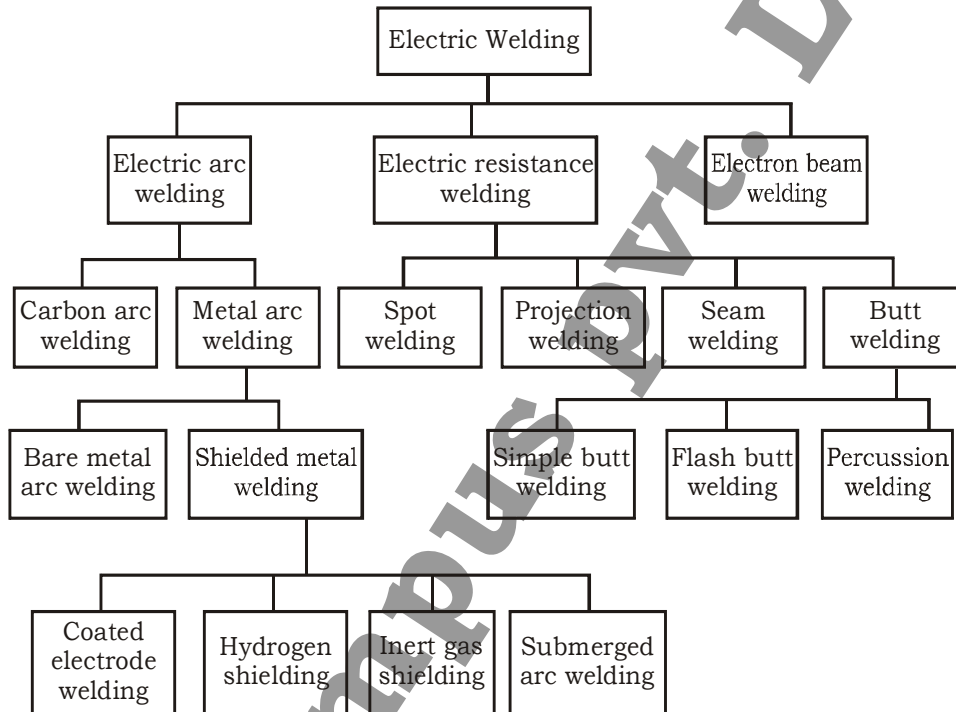 Electric Welding
Electric arc
welding
Electric resistance
welding
Electron beam
welding
Carbon arc
welding
Metal arc
welding
Spot
welding
Projection
welding
Seam
welding
Butt
welding
Bare metal
arc welding
Shielded metal
welding
Simple butt
welding
Flash butt
welding
Percussion
welding
Coated
electrode
welding
Hydrogen
shielding
Inert gas
shielding
Submerged
arc welding
mpus pvt. L